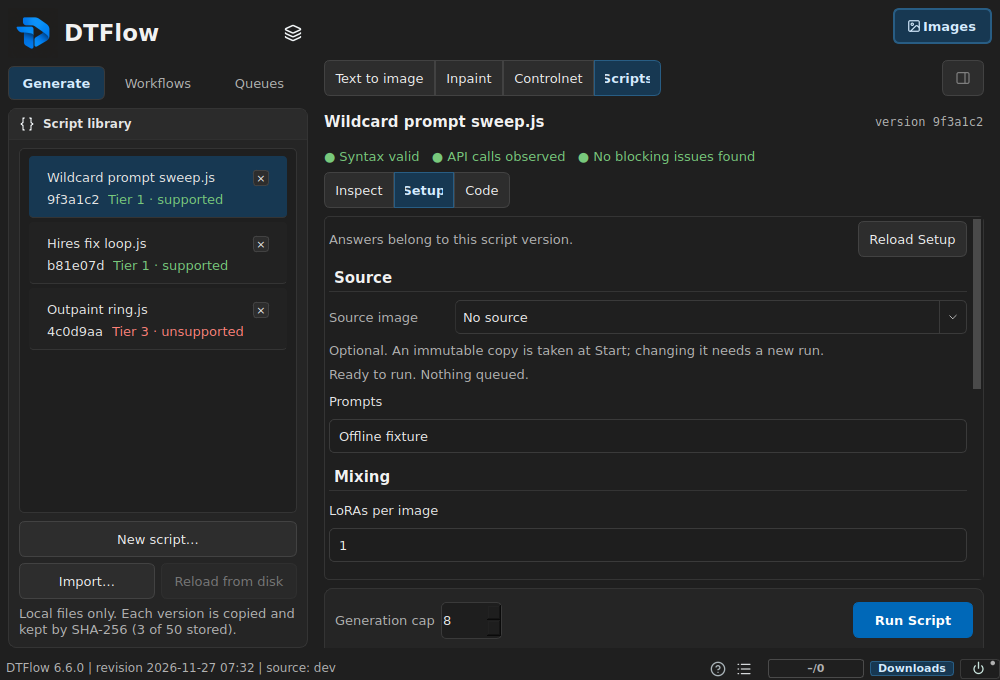 DTFlow
Images
Generate
Workflows
Queues
Text to image
Inpaint
Controlnet
Scripts
{ } Script library
Wildcard prompt sweep.js
9f3a1c2 Tier 1 · supported
Hires fix loop.js
b81e07d Tier 1 · supported
Outpaint ring.js
4c0d9aa Tier 3 · unsupported
New script…
Import…
Reload from disk
Local files only. Each version is copied and
kept by SHA-256 (3 of 50 stored).
Wildcard prompt sweep.js
version 9f3a1c2
Syntax valid
API calls observed
No blocking issues found
Inspect
Setup
Code
Answers belong to this script version.
Reload Setup
Source
Source image
No source
Optional. An immutable copy is taken at Start; changing it needs a new run.
Ready to run. Nothing queued.
Prompts
Offline fixture
Mixing
LoRAs per image
1
Generation cap
8
Run Script
DTFlow 6.6.0 | revision 2026-11-27 07:32 | source: dev
–/0
Downloads